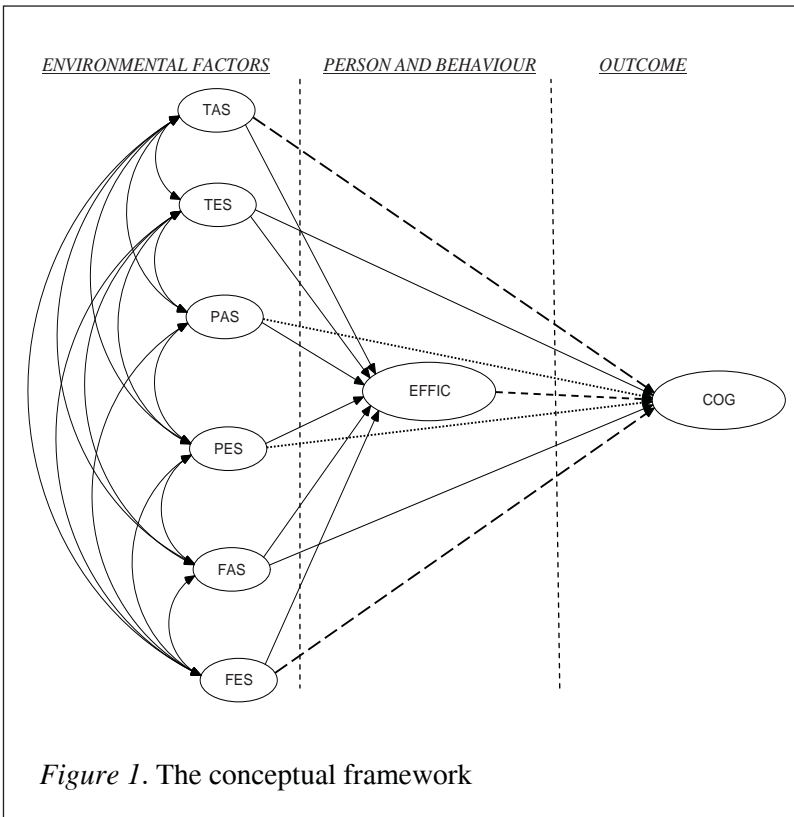 ENVIRONMENTAL FACTORS PERSON AND BEHAVIOUR OUTCOME
TAS
TES
PAS
EFFIC
COG
PES
FAS
FES
Figure 1. The conceptual framework